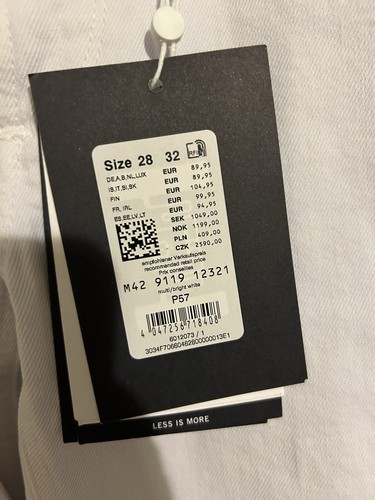 Size 28 32 RFID
DE,A,B,NL,LUX EUR 89,95
IS,IT,SI,SK EUR 89,95
FIN EUR 104,95
FR, IRL EUR 99,95
ES,EE,LV,LT EUR 94,95
SEK 1049,00
NOK 1199,00
PLN 409,00
CZK 2590,00
empfohlener Verkaufspreis
recommended retail price
Prix conseillés
M42 9119 12321
multi/bright white
P57
4 047256 718408
6012073 / 1
3034F7066046280000013E1
LESS IS MORE